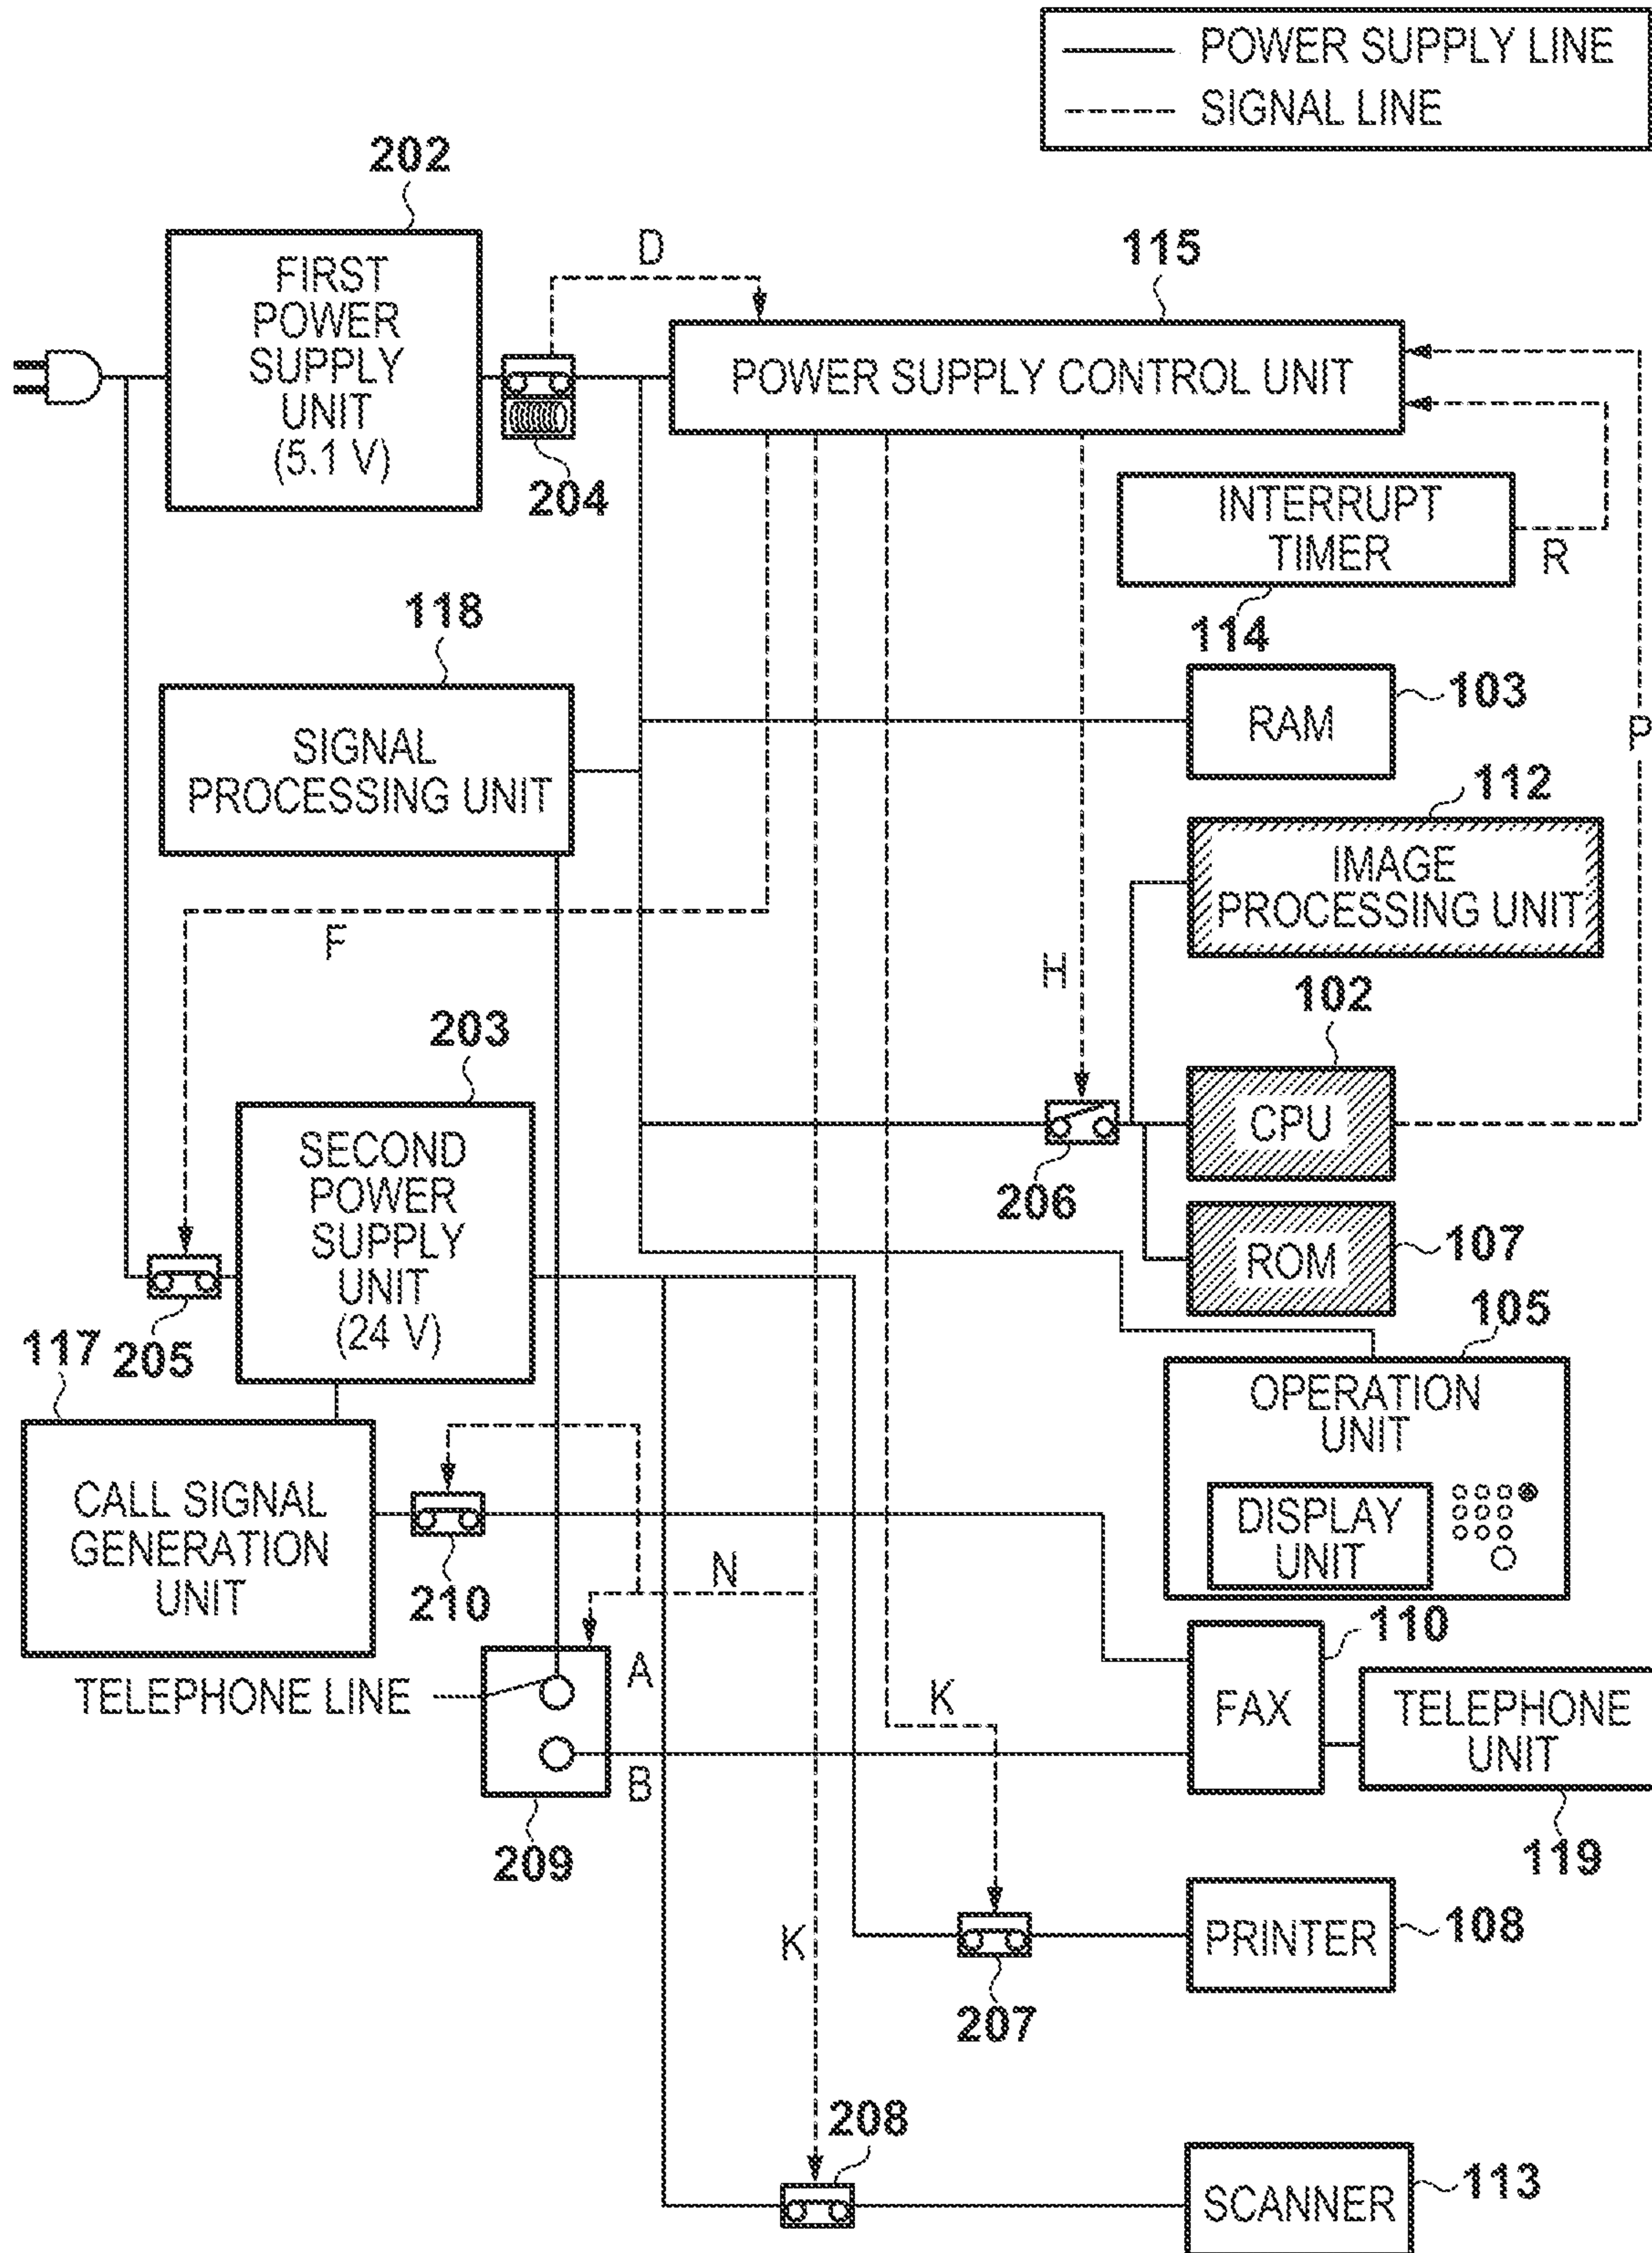 POWER SUPPLY LINE
SIGNAL LINE
202
FIRST
POWER
SUPPLY
UNIT
(5.1 V)
D
204
115
POWER SUPPLY CONTROL UNIT
INTERRUPT
TIMER
R
114
118
SIGNAL
PROCESSING UNIT
RAM
103
P
112
IMAGE
PROCESSING UNIT
F
H
102
CPU
203
SECOND
POWER
SUPPLY
UNIT
(24 V)
206
ROM
107
205
117
CALL SIGNAL
GENERATION
UNIT
105
OPERATION
UNIT
DISPLAY
UNIT
210
N
TELEPHONE LINE
A
B
209
K
110
FAX
TELEPHONE
UNIT
119
K
PRINTER
108
207
208
SCANNER
113